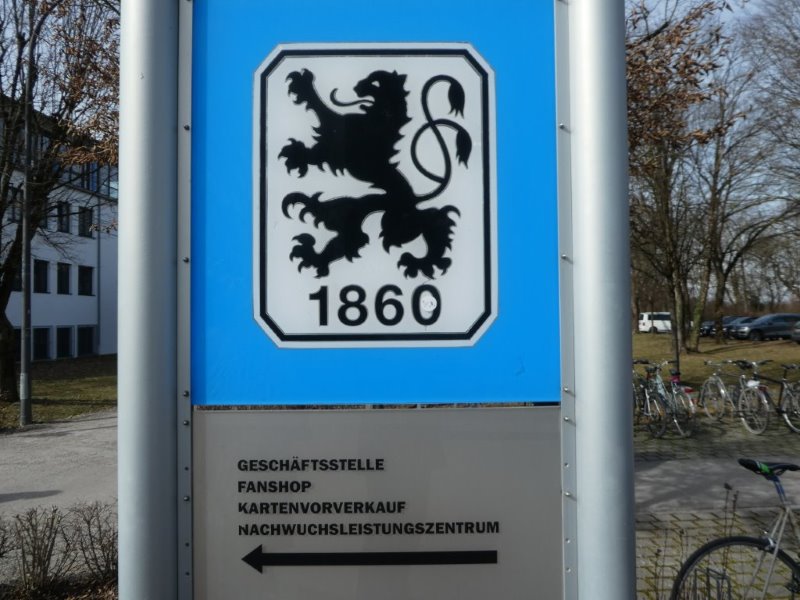 1860
GESCHÄFTSSTELLE
FANSHOP
KARTENVORVERKAUF
NACHWUCHSLEISTUNGSZENTRUM